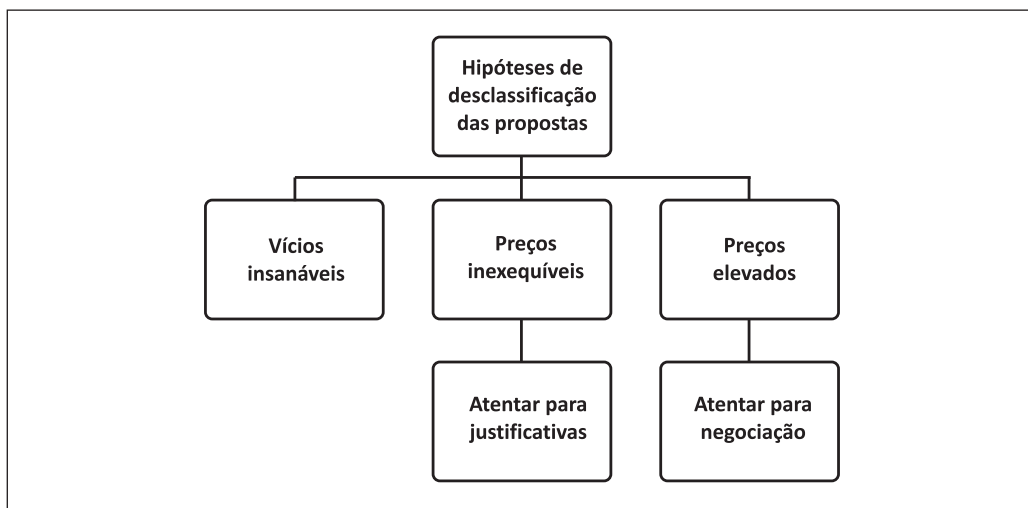 Hipóteses de
desclassificação
das propostas
Vícios
insanáveis
Preços
inexequíveis
Preços
elevados
Atentar para
justificativas
Atentar para
negociação